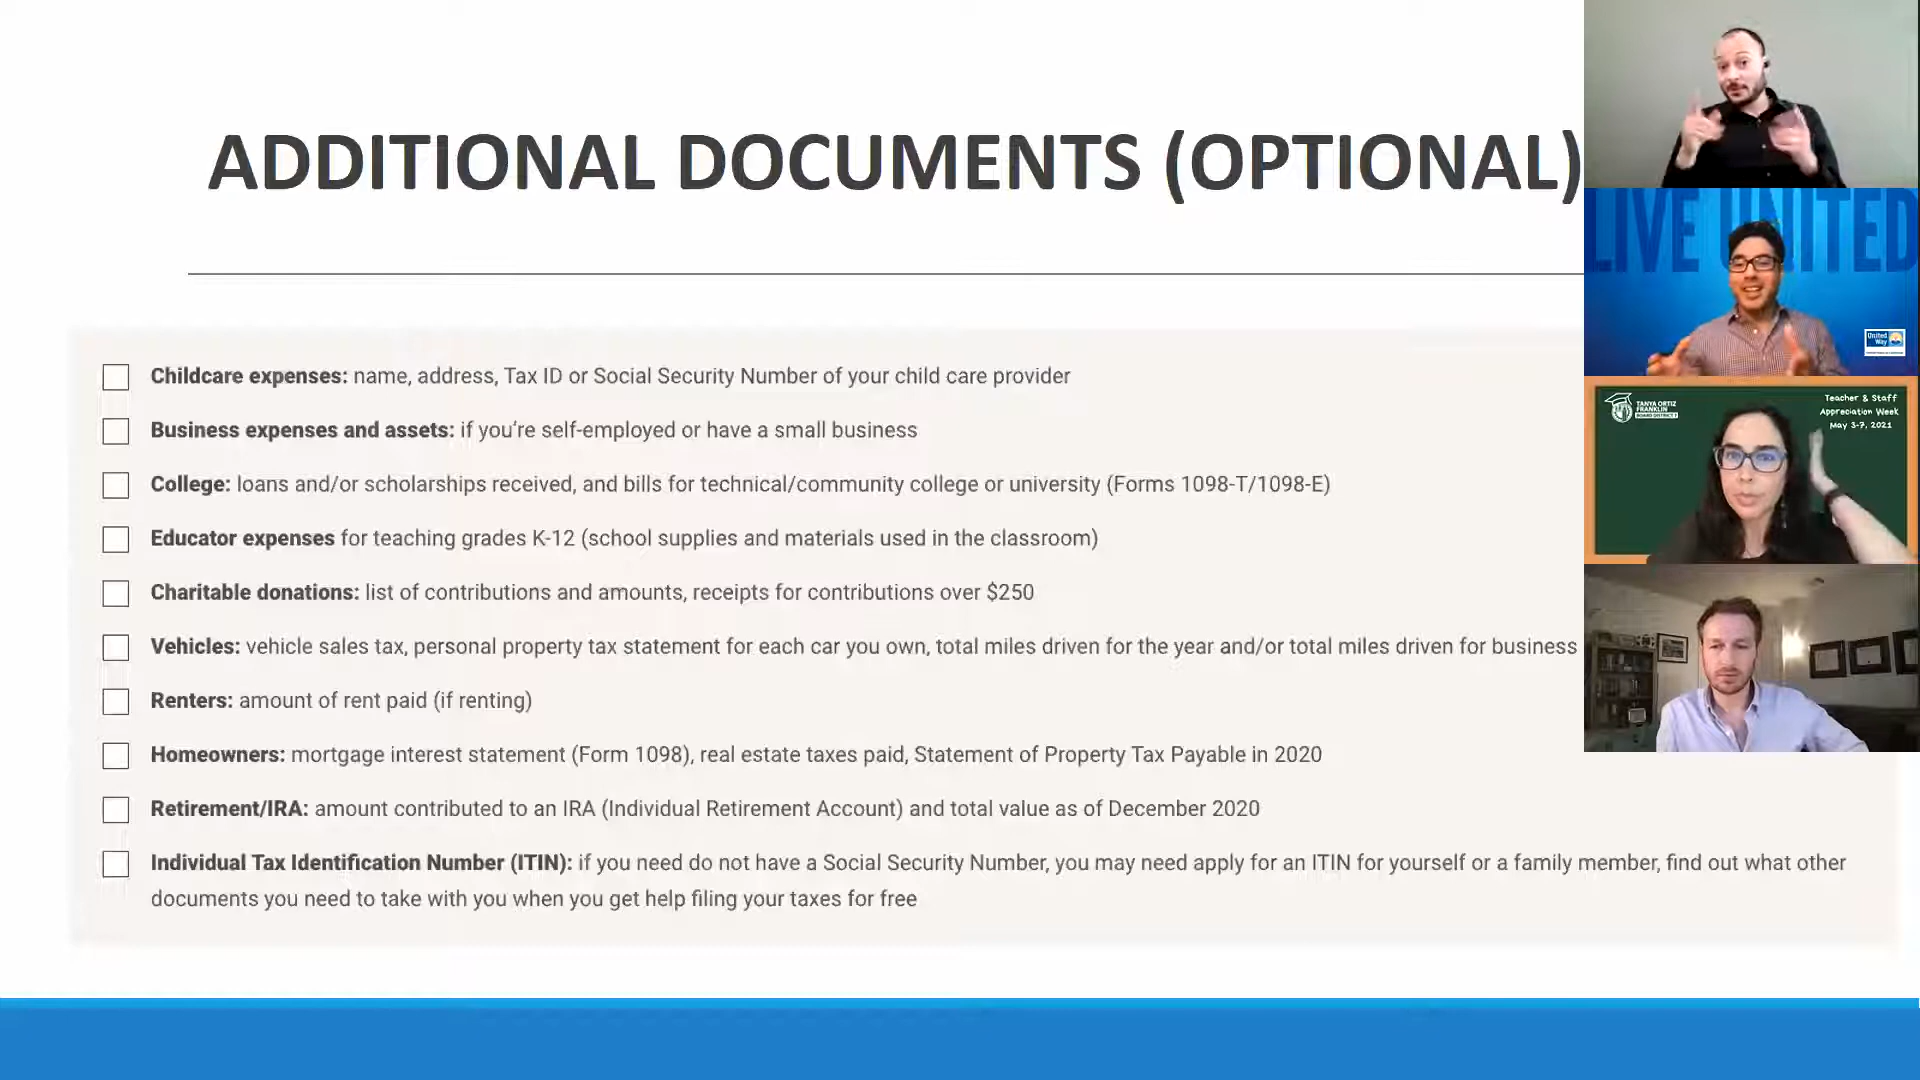 ADDITIONAL DOCUMENTS (OPTIONAL)
LIVE UNITED
United
Way
TANYA ORTIZ
FRANKLIN
BOARD DISTRICT 7
Teacher & Staff
Appreciation Week
May 3-7, 2021
Childcare expenses: name, address, Tax ID or Social Security Number of your child care provider
Business expenses and assets: if you're self-employed or have a small business
College: loans and/or scholarships received, and bills for technical/community college or university (Forms 1098-T/1098-E)
Educator expenses for teaching grades K-12 (school supplies and materials used in the classroom)
Charitable donations: list of contributions and amounts, receipts for contributions over $250
Vehicles: vehicle sales tax, personal property tax statement for each car you own, total miles driven for the year and/or total miles driven for business
Renters: amount of rent paid (if renting)
Homeowners: mortgage interest statement (Form 1098), real estate taxes paid, Statement of Property Tax Payable in 2020
Retirement/IRA: amount contributed to an IRA (Individual Retirement Account) and total value as of December 2020
Individual Tax Identification Number (ITIN): if you need do not have a Social Security Number, you may need apply for an ITIN for yourself or a family member, find out what other
documents you need to take with you when you get help filing your taxes for free